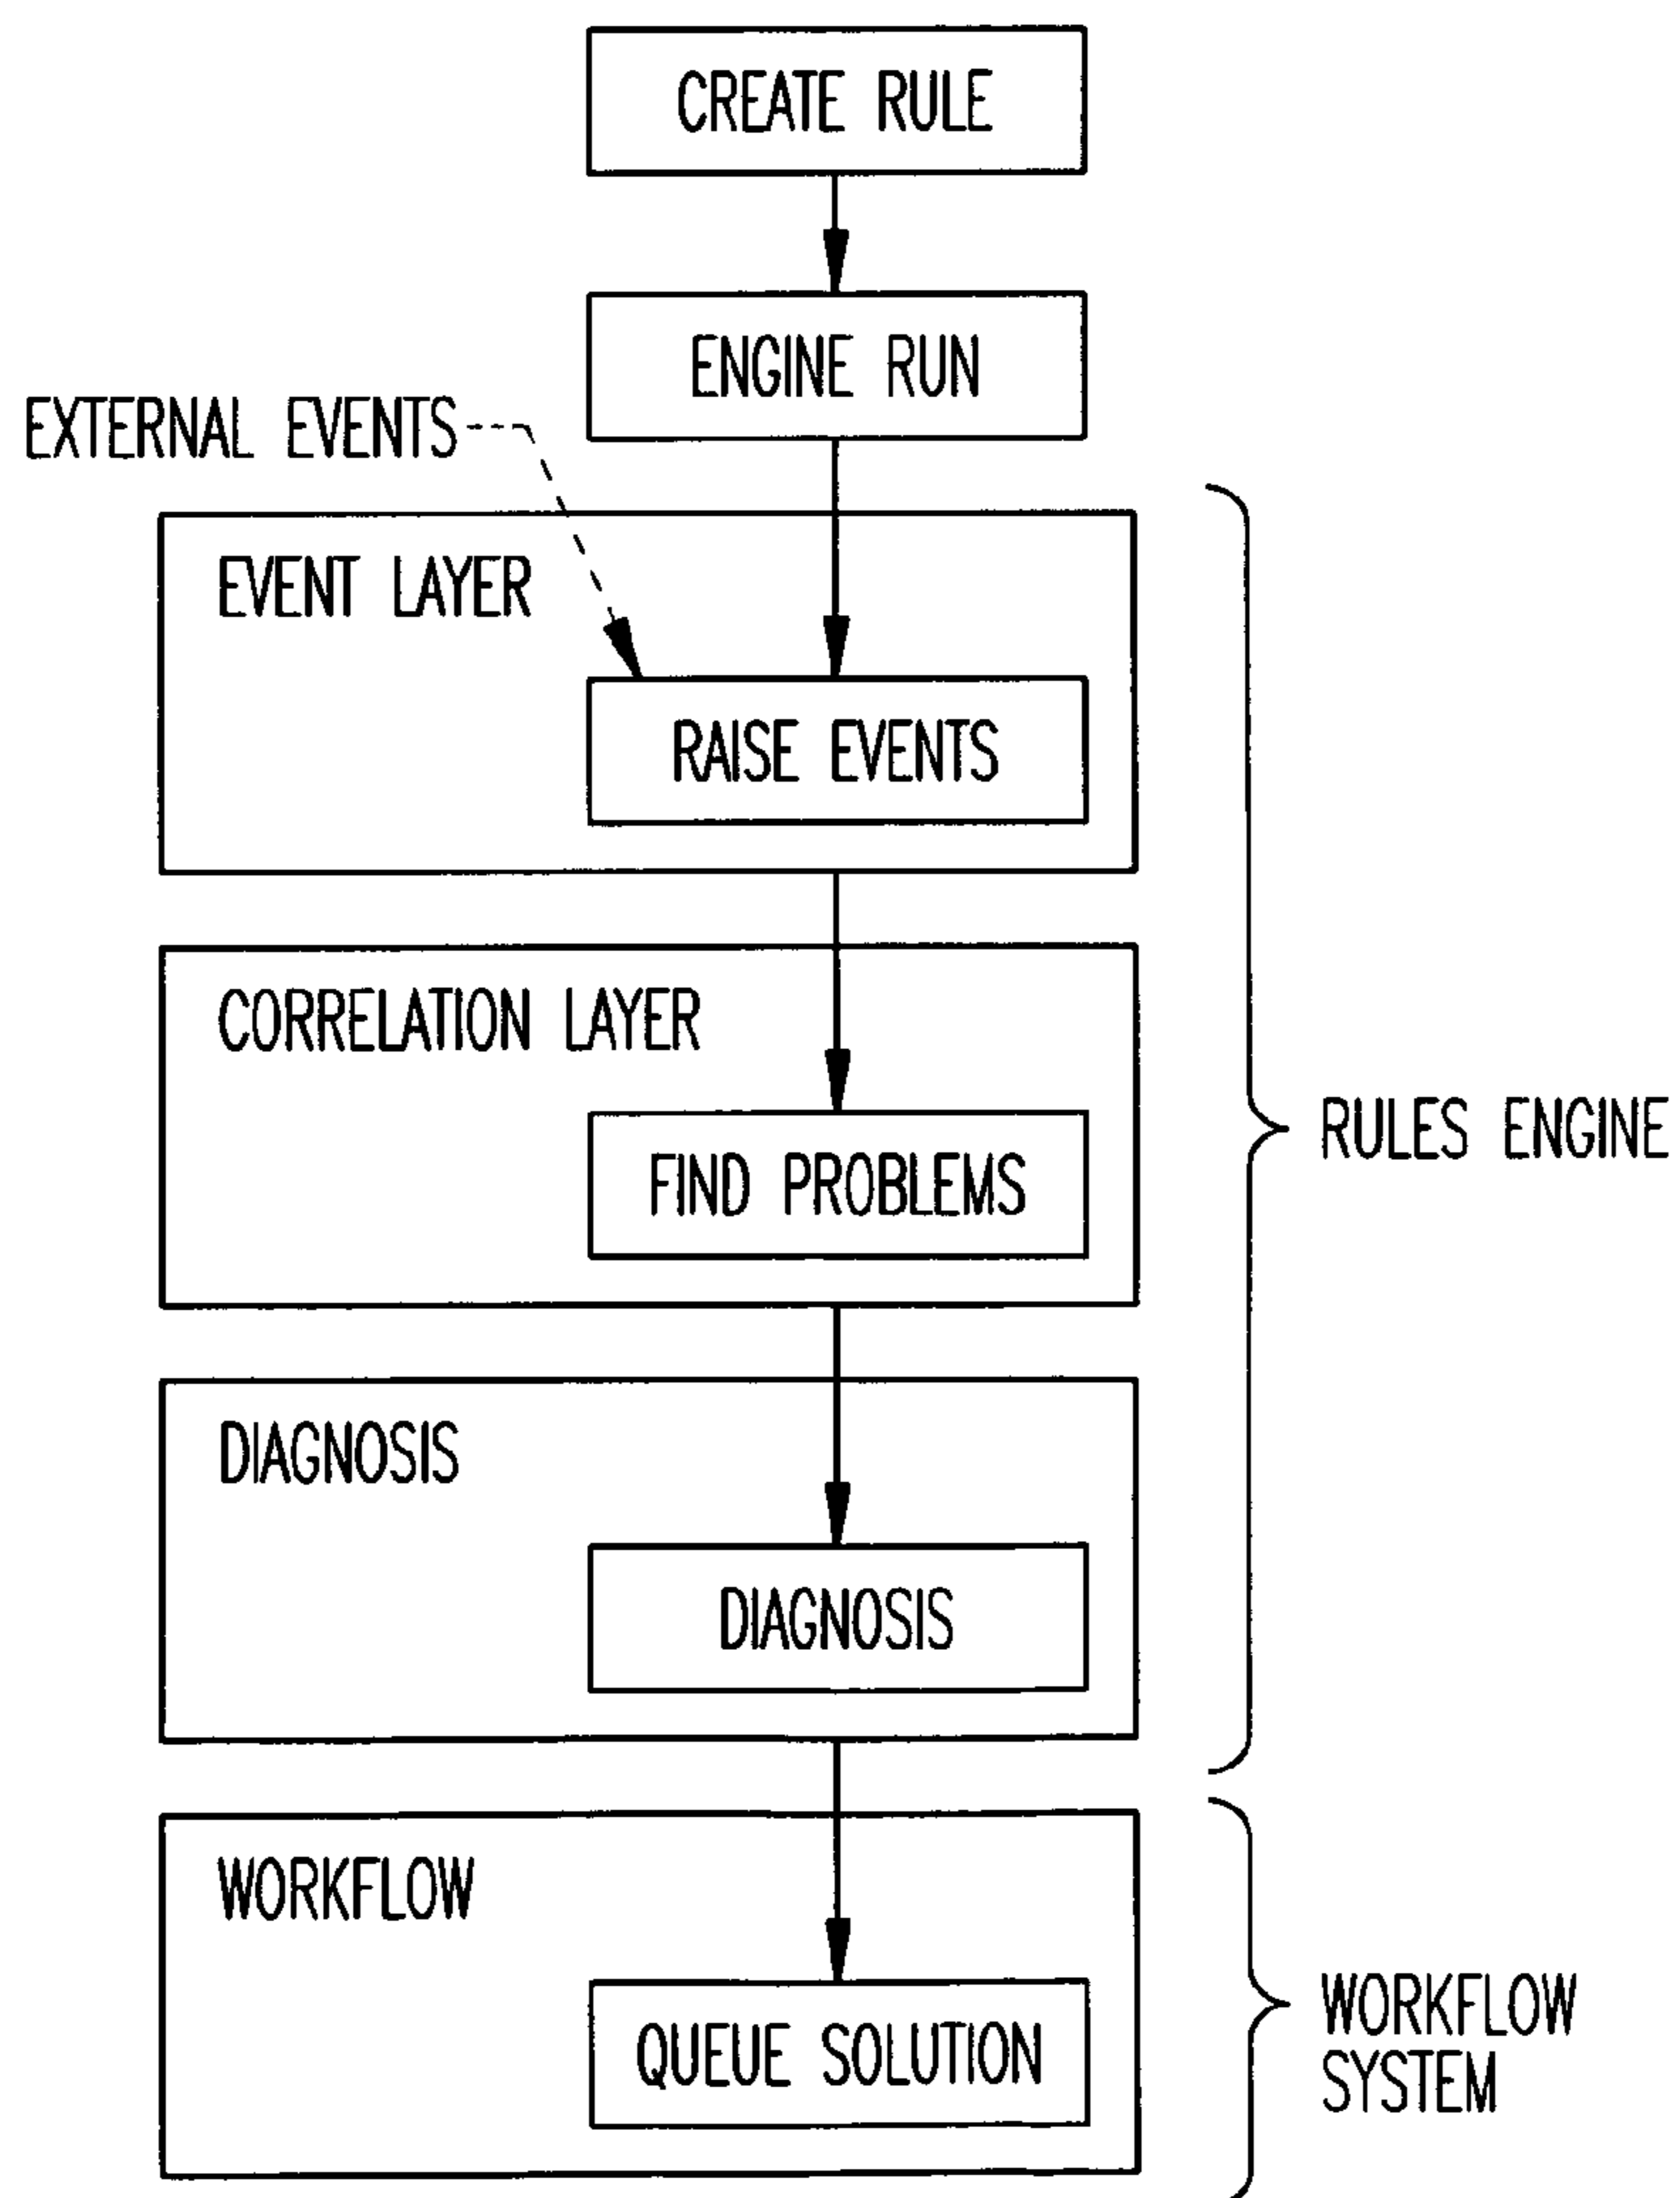 CREATE RULE
ENGINE RUN
EXTERNAL EVENTS
EVENT LAYER
RAISE EVENTS
CORRELATION LAYER
FIND PROBLEMS
RULES ENGINE
DIAGNOSIS
DIAGNOSIS
WORKFLOW
QUEUE SOLUTION
WORKFLOW
SYSTEM